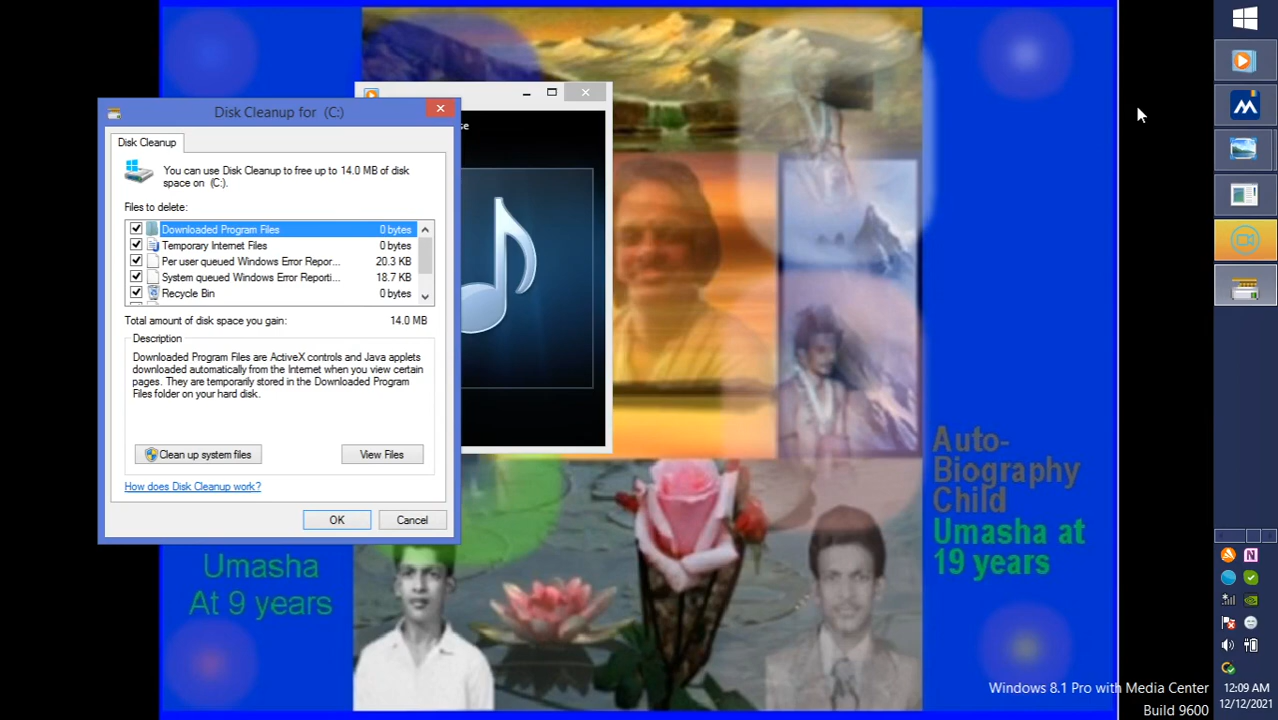 Disk Cleanup for  (C:)
Disk Cleanup
You can use Disk Cleanup to free up to 14.0 MB of disk
space on  (C:).
Files to delete:
Downloaded Program Files 0 bytes
Temporary Internet Files 0 bytes
Per user queued Windows Error Repor... 20.3 KB
System queued Windows Error Reporti... 18.7 KB
Recycle Bin 0 bytes
Total amount of disk space you gain: 14.0 MB
Description
Downloaded Program Files are ActiveX controls and Java applets
downloaded automatically from the Internet when you view certain
pages. They are temporarily stored in the Downloaded Program
Files folder on your hard disk.
Clean up system files View Files
How does Disk Cleanup work?
OK Cancel
se
Auto-
Biography
Child
Umasha at
19 years
Umasha
At 9 years
Windows 8.1 Pro with Media Center
Build 9600
12:09 AM
12/12/2021